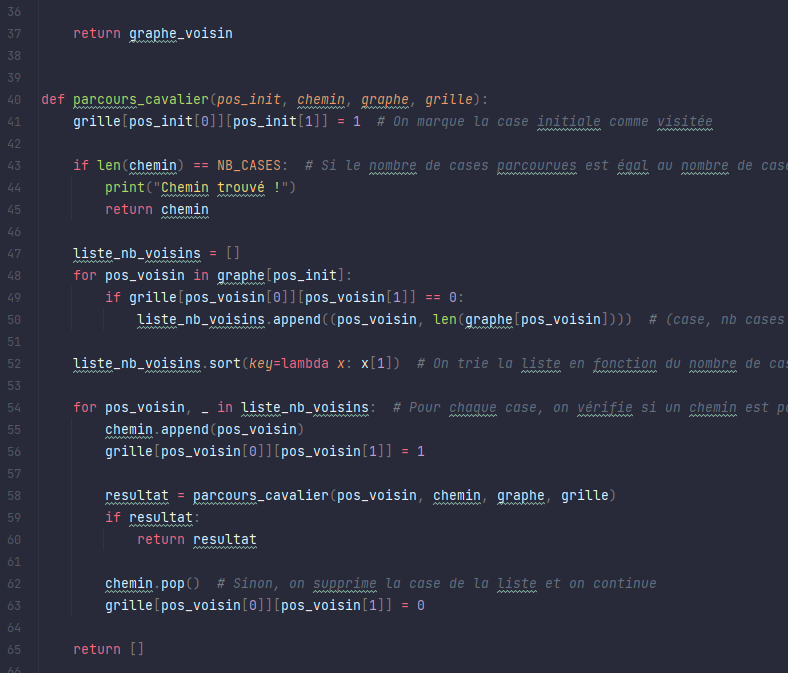 36
37 return graphe_voisin
38
39
40 def parcours_cavalier(pos_init, chemin, graphe, grille):
41 grille[pos_init[0]][pos_init[1]] = 1  # On marque la case initiale comme visitée
42
43 if len(chemin) == NB_CASES:  # Si le nombre de cases parcourues est égal au nombre de case
44 print("Chemin trouvé !")
45 return chemin
46
47 liste_nb_voisins = []
48 for pos_voisin in graphe[pos_init]:
49 if grille[pos_voisin[0]][pos_voisin[1]] == 0:
50 liste_nb_voisins.append((pos_voisin, len(graphe[pos_voisin])))  # (case, nb cases
51
52 liste_nb_voisins.sort(key=lambda x: x[1])  # On trie la liste en fonction du nombre de cas
53
54 for pos_voisin, _ in liste_nb_voisins:  # Pour chaque case, on vérifie si un chemin est p
55 chemin.append(pos_voisin)
56 grille[pos_voisin[0]][pos_voisin[1]] = 1
57
58 resultat = parcours_cavalier(pos_voisin, chemin, graphe, grille)
59 if resultat:
60 return resultat
61
62 chemin.pop()  # Sinon, on supprime la case de la liste et on continue
63 grille[pos_voisin[0]][pos_voisin[1]] = 0
64
65 return []
66